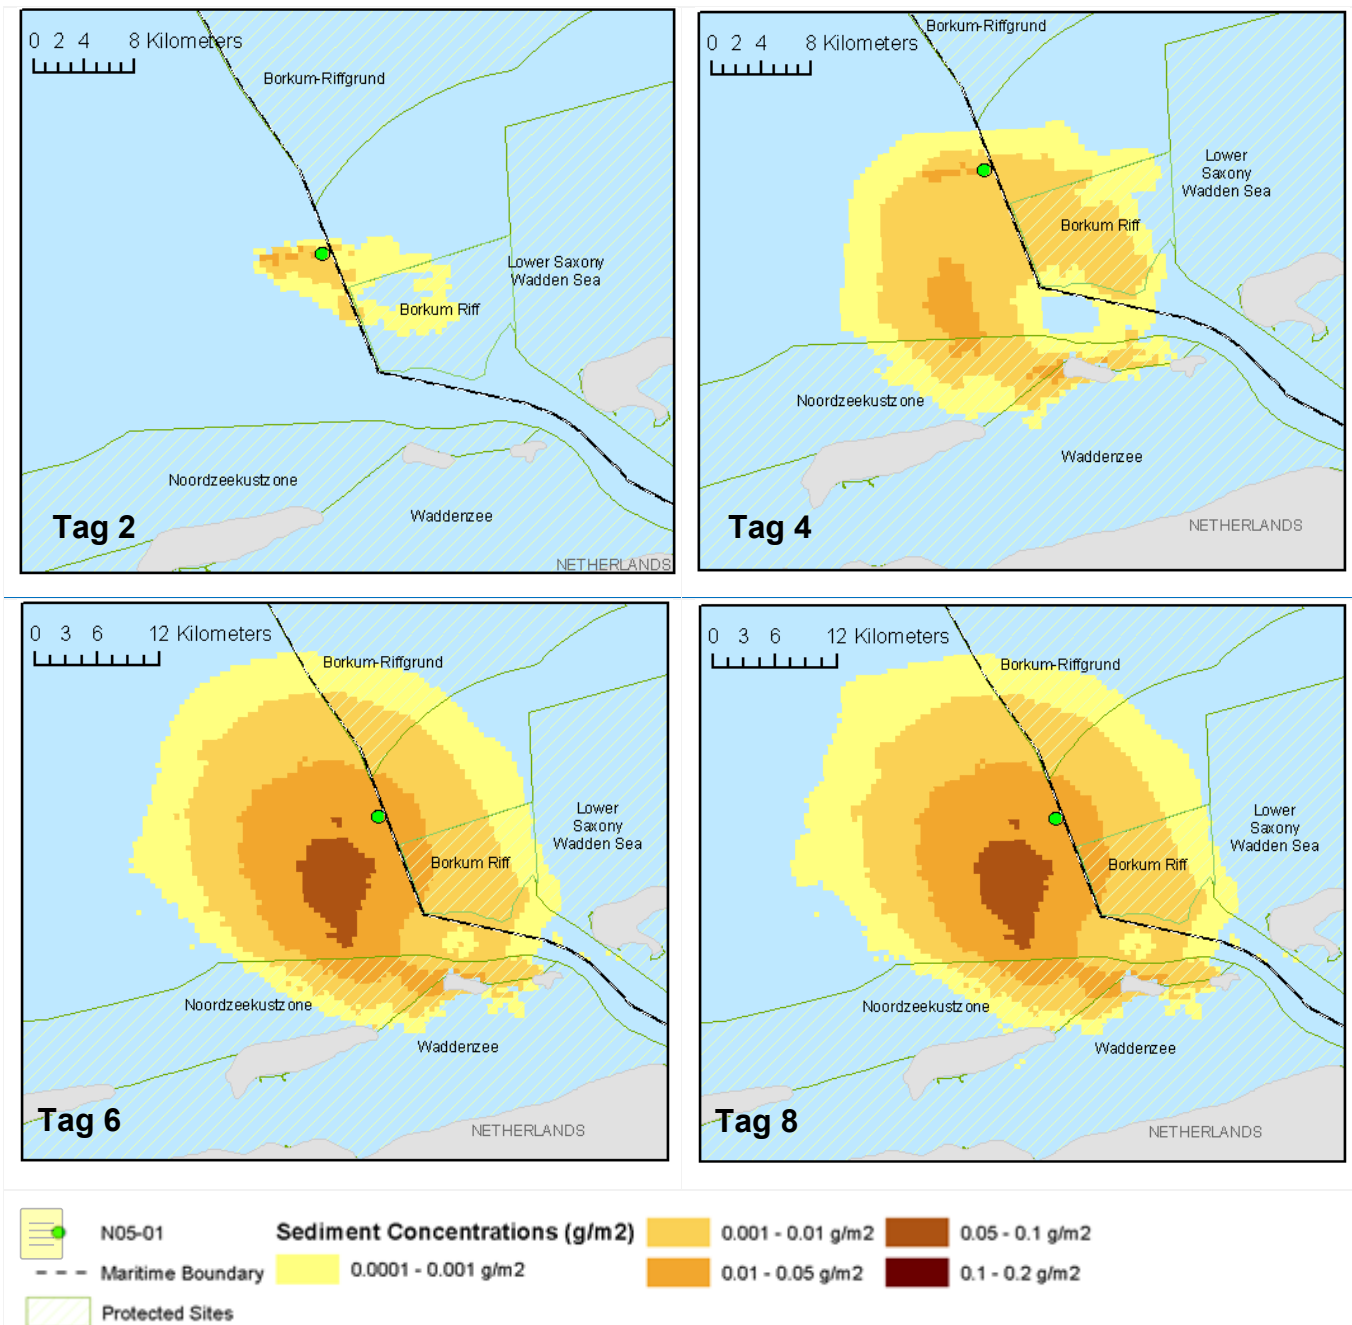 0 2 4 8 Kilometers
Borkum-Riffgrund
Lower Saxony
Wadden Sea
Borkum Riff
Noordzeekustzone
Waddenzee
Tag 2
NETHERLANDS
0 2 4 8 Kilometers
Borkum-Riffgrund
Lower
Saxony
Wadden Sea
Borkum Riff
Noordzeekustzone
Waddenzee
Tag 4
NETHERLANDS
0 3 6 12 Kilometers
Borkum-Riffgrund
Lower
Saxony
Wadden Sea
Borkum Riff
Noordzeekustzone
Waddenzee
Tag 6
NETHERLANDS
0 3 6 12 Kilometers
Borkum-Riffgrund
Lower
Saxony
Wadden Sea
Borkum Riff
Noordzeekustzone
Waddenzee
Tag 8
NETHERLANDS
N05-01
Maritime Boundary
Protected Sites
Sediment Concentrations (g/m2)
0.0001 - 0.001 g/m2
0.001 - 0.01 g/m2
0.01 - 0.05 g/m2
0.05 - 0.1 g/m2
0.1 - 0.2 g/m2